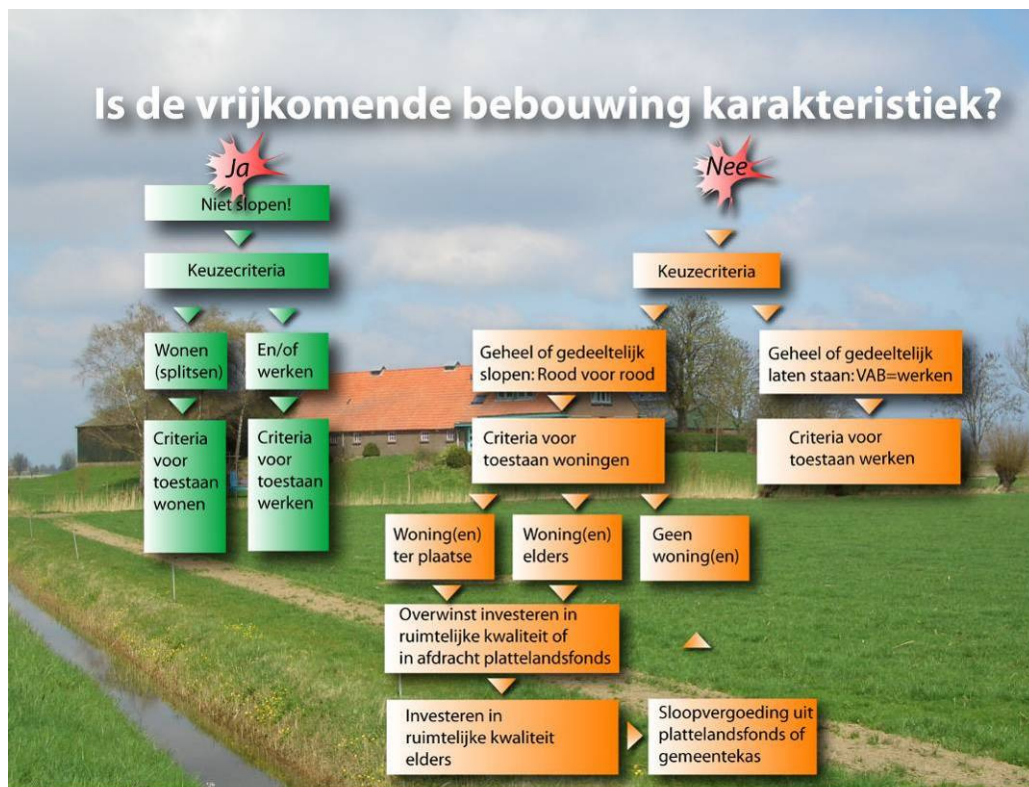 Is de vrijkomende bebouwing karakteristiek?
Ja
Niet slopen!
Keuzecriteria
Wonen
(splitsen)
En/of
werken
Criteria
voor
toestaan
wonen
Criteria
voor
toestaan
werken
Nee
Keuzecriteria
Geheel of gedeeltelijk
slopen: Rood voor rood
Geheel of gedeeltelijk
laten staan: VAB=werken
Criteria voor
toestaan woningen
Criteria voor
toestaan werken
Woning(en)
ter plaatse
Woning(en)
elders
Geen
woning(en)
Overwinst investeren in
ruimtelijke kwaliteit of
in afdracht plattelandsfonds
Investeren in
ruimtelijke kwaliteit
elders
Sloopvergoeding uit
plattelandsfonds of
gemeentekas